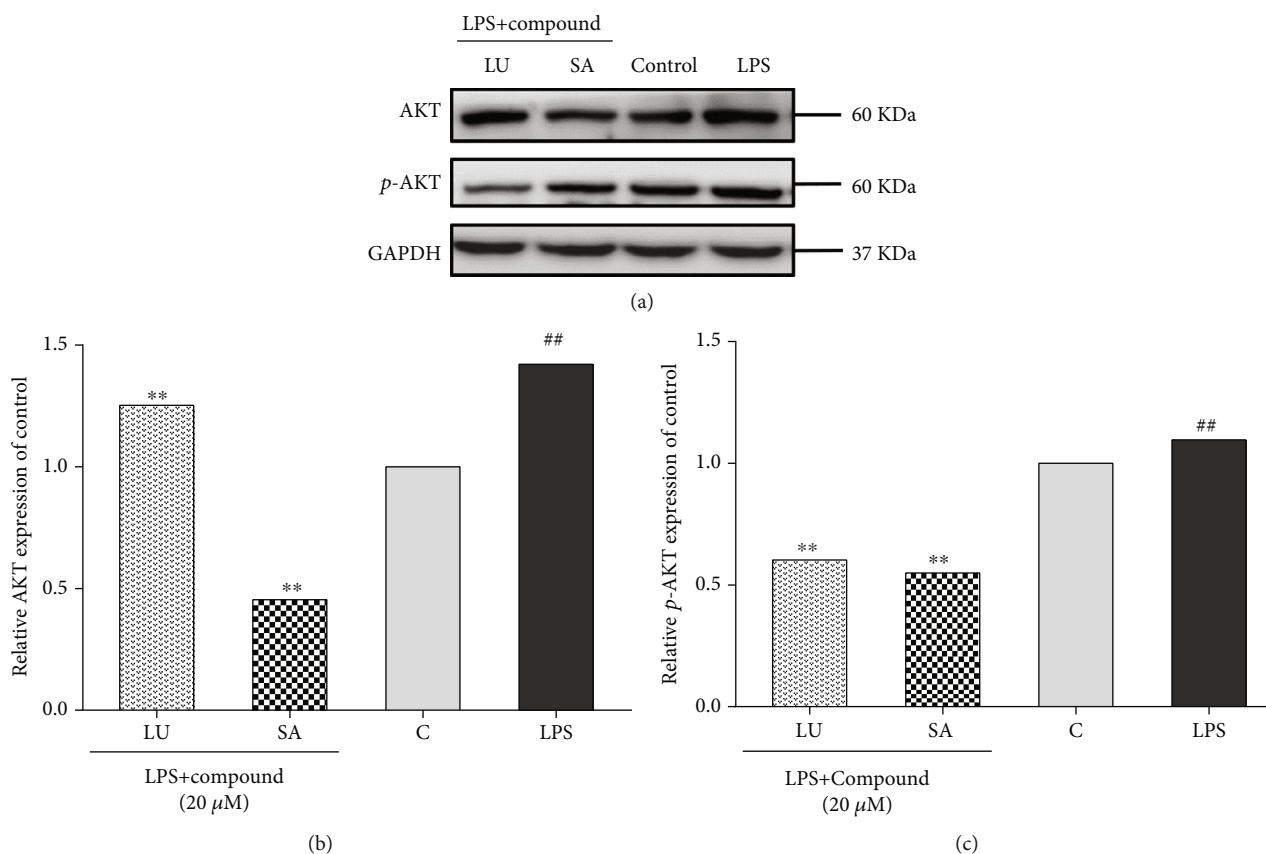 LPS+compound
LU SA Control LPS
AKT 60 KDa
p-AKT 60 KDa
GAPDH 37 KDa
(a)
Relative AKT expression of control
1.5
1.0
0.5
0.0
**
**
##
LU SA C LPS
LPS+compound
(20 μM)
(b)
Relative p-AKT expression of control
1.5
1.0
0.5
0.0
**
**
##
LU SA C LPS
LPS+Compound
(20 μM)
(c)